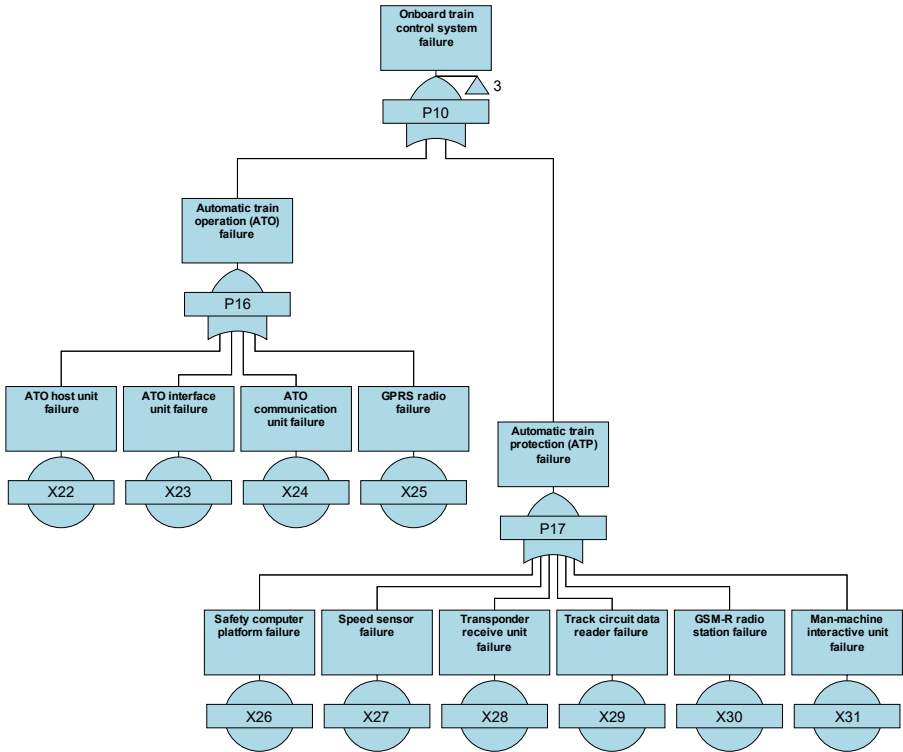 Onboard train
control system
failure
3
P10
Automatic train
operation (ATO)
failure
P16
ATO host unit
failure
ATO interface
unit failure
ATO
communication
unit failure
GPRS radio
failure
X22
X23
X24
X25
Automatic train
protection (ATP)
failure
P17
Safety computer
platform failure
Speed sensor
failure
Transponder
receive unit
failure
Track circuit data
reader failure
GSM-R radio
station failure
Man-machine
interactive unit
failure
X26
X27
X28
X29
X30
X31